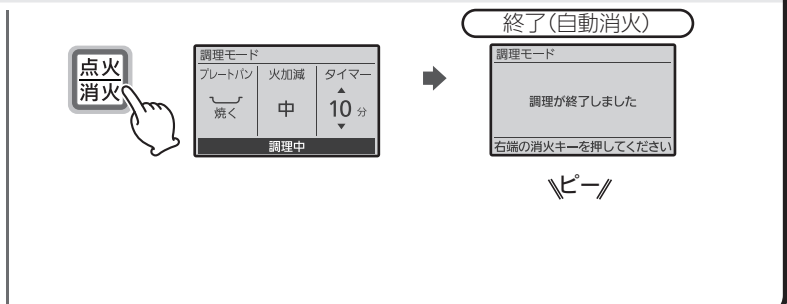 点火
消火
調理モード
プレートパン 火加減 タイマー
焼く 中 10 分
調理中
終了(自動消火)
調理モード
調理が終了しました
右端の消火キーを押してください
ピー